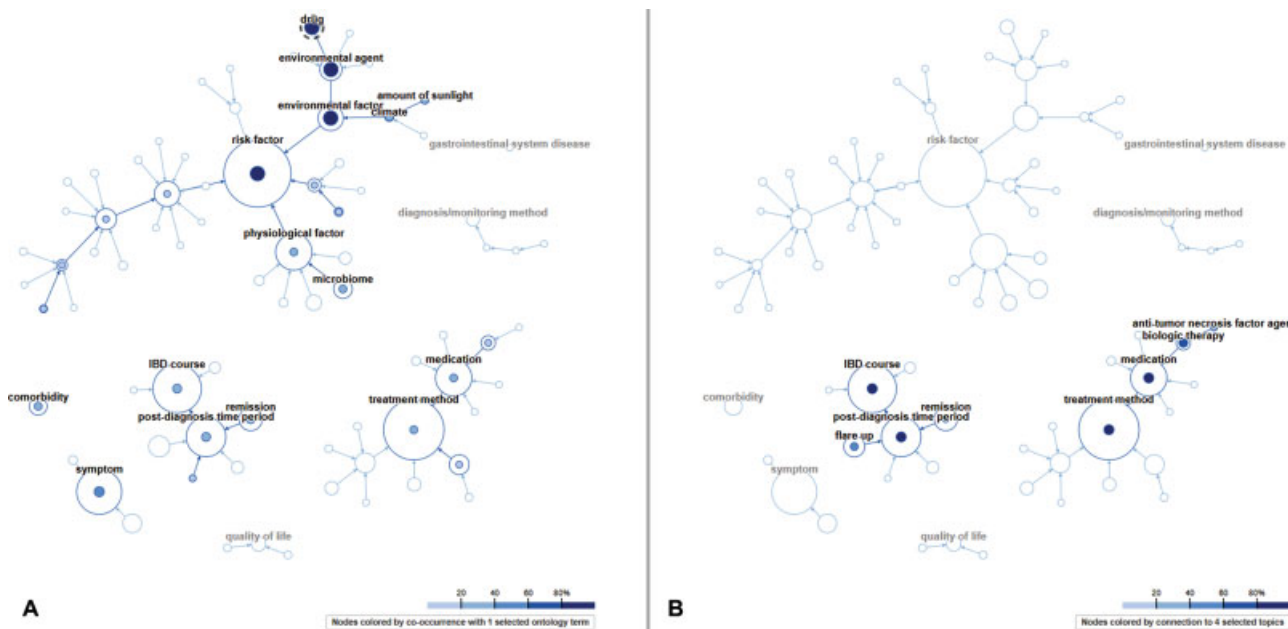 drug
environmental agent
environmental factor
amount of sunlight
climate
risk factor
gastrointestinal system disease
diagnosis/monitoring method
physiological factor
microbiome
IBD course
medication
comorbidity
remission
treatment method
post-diagnosis time period
symptom
quality of life
A
20 40 60 80%
Nodes colored by co-occurrence with 1 selected ontology term
risk factor
gastrointestinal system disease
diagnosis/monitoring method
anti-tumor necrosis factor agen
biologic therapy
IBD course
medication
comorbidity
remission
treatment method
post-diagnosis time period
flare up
symptom
quality of life
B
20 40 60 80%
Nodes colored by connection to 4 selected topics